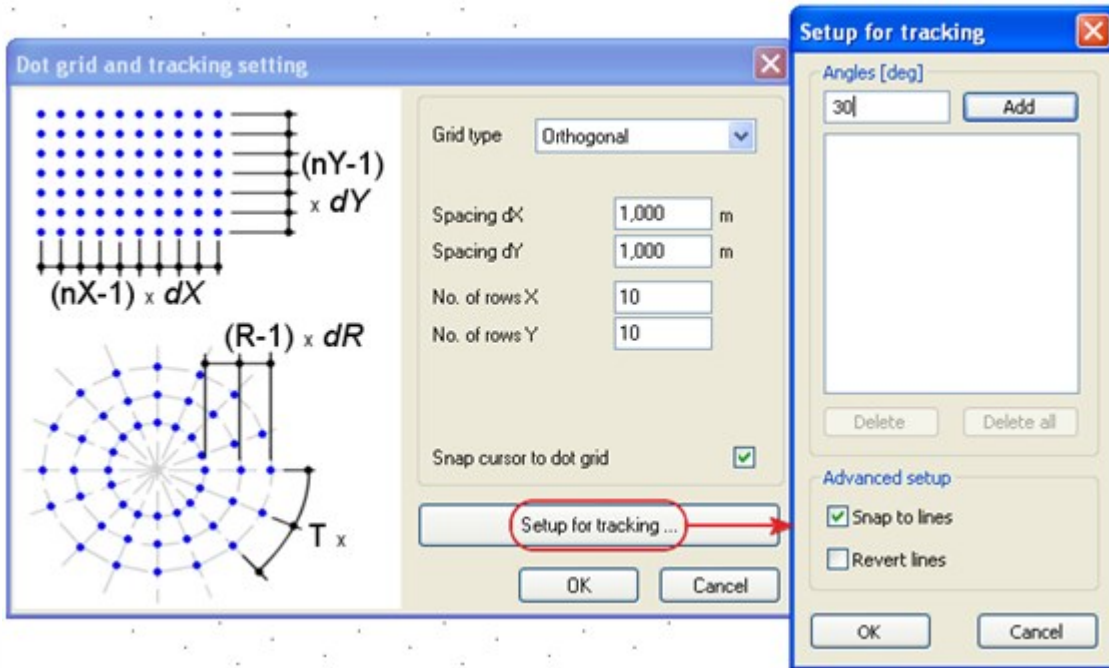 Dot grid and tracking setting
(nY-1)
x dY
(nX-1) x dX
(R-1) x dR
T x
Grid type Orthogonal
Spacing dX 1,000 m
Spacing dY 1,000 m
No. of rows X 10
No. of rows Y 10
Snap cursor to dot grid
Setup for tracking ...
OK Cancel
Setup for tracking
Angles [deg]
30 Add
Delete Delete all
Advanced setup
Snap to lines
Revert lines
OK Cancel